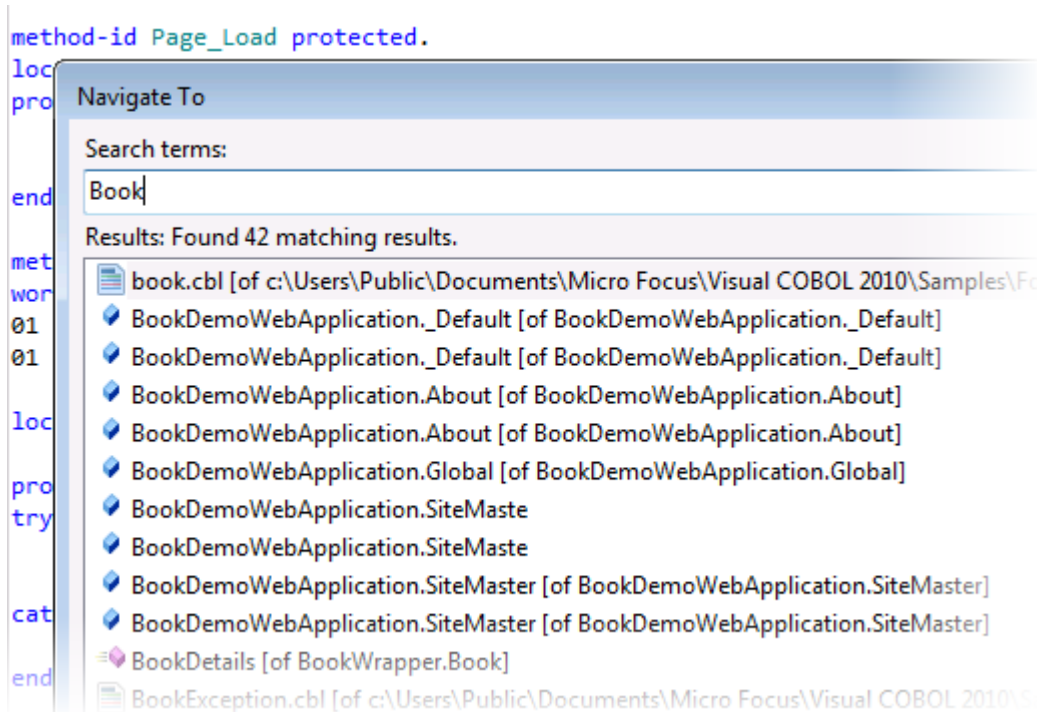 method-id Page_Load protected.
loc
pro
Navigate To
Search terms:
end
Book
Results: Found 42 matching results.
met
book.cbl [of c:\Users\Public\Documents\Micro Focus\Visual COBOL 2010\Samples\Fo
wor
01
BookDemoWebApplication._Default [of BookDemoWebApplication._Default]
01
BookDemoWebApplication._Default [of BookDemoWebApplication._Default]
BookDemoWebApplication.About [of BookDemoWebApplication.About]
loc
BookDemoWebApplication.About [of BookDemoWebApplication.About]
BookDemoWebApplication.Global [of BookDemoWebApplication.Global]
pro
BookDemoWebApplication.SiteMaste
try
BookDemoWebApplication.SiteMaste
BookDemoWebApplication.SiteMaster [of BookDemoWebApplication.SiteMaster]
cat
BookDemoWebApplication.SiteMaster [of BookDemoWebApplication.SiteMaster]
BookDetails [of BookWrapper.Book]
end
BookException.cbl [of c:\Users\Public\Documents\Micro Focus\Visual COBOL 2010\